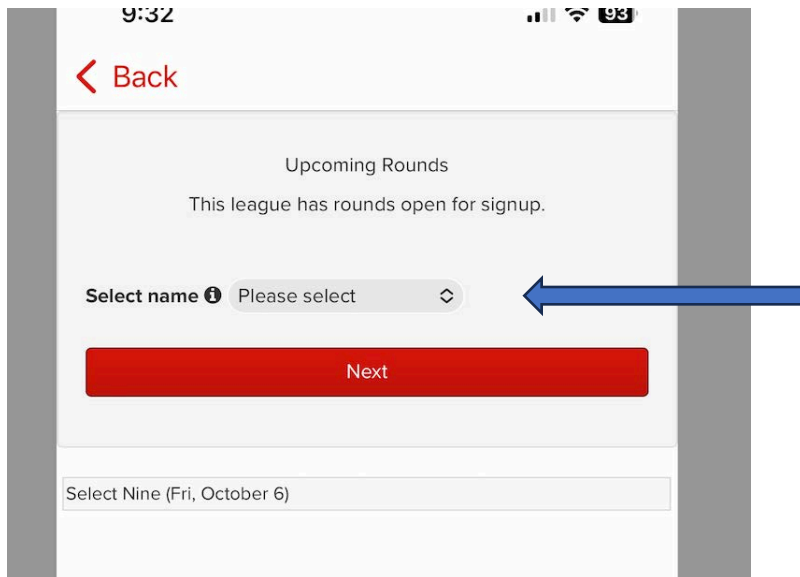 9:32
93
Back
Upcoming Rounds
This league has rounds open for signup.
Select name Please select
Next
Select Nine (Fri, October 6)